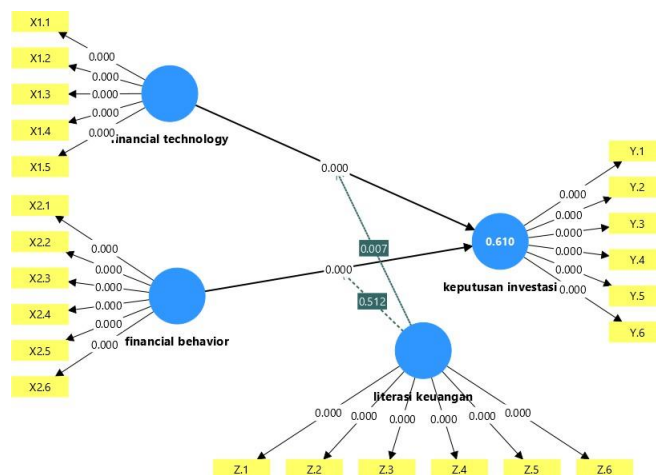 X1.1
X1.2
X1.3
X1.4
X1.5
0.000
0.000
0.000
0.000
0.000
financial technology
X2.1
X2.2
X2.3
X2.4
X2.5
X2.6
0.000
0.000
0.000
0.000
0.000
0.000
financial behavior
0.000
0.007
0.000
0.512
0.610
keputusan investasi
0.000
0.000
0.000
0.000
0.000
0.000
Y.1
Y.2
Y.3
Y.4
Y.5
Y.6
literasi keuangan
0.000
0.000
0.000
0.000
0.000
0.000
Z.1
Z.2
Z.3
Z.4
Z.5
Z.6